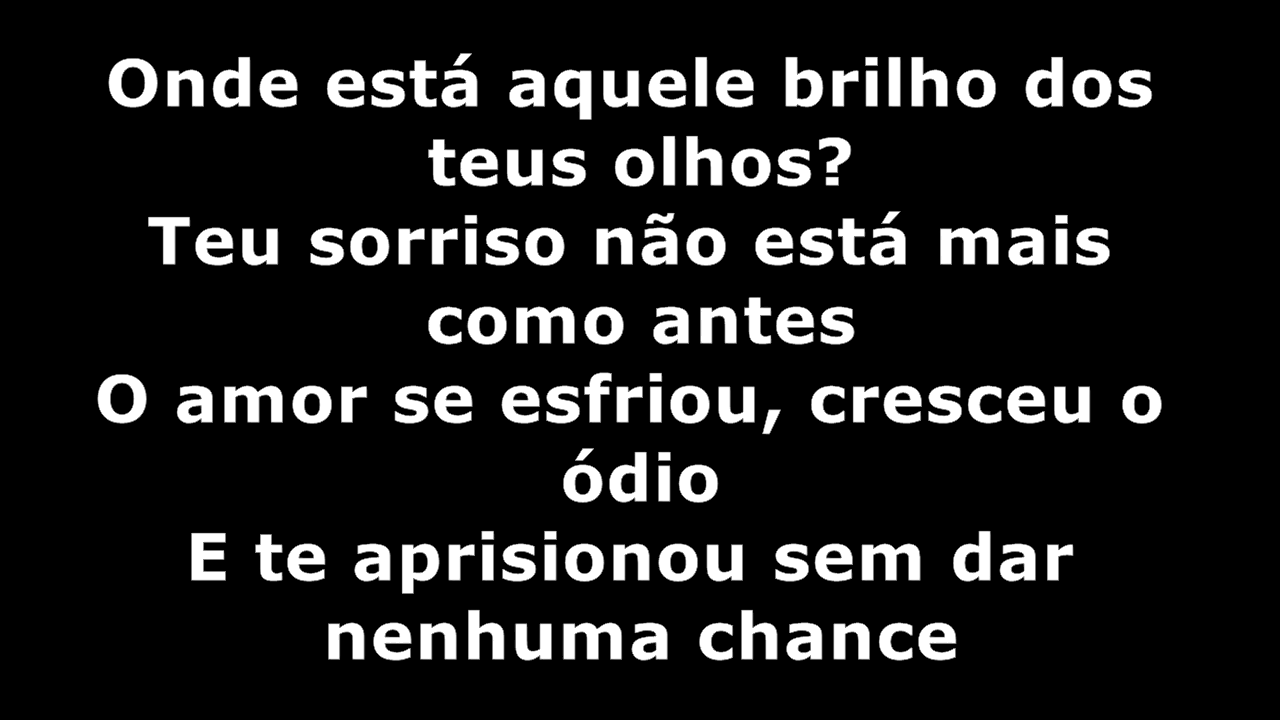 Onde está aquele brilho dos
teus olhos?
Teu sorriso não está mais
como antes
O amor se esfriou, cresceu o
ódio
E te aprisionou sem dar
nenhuma chance